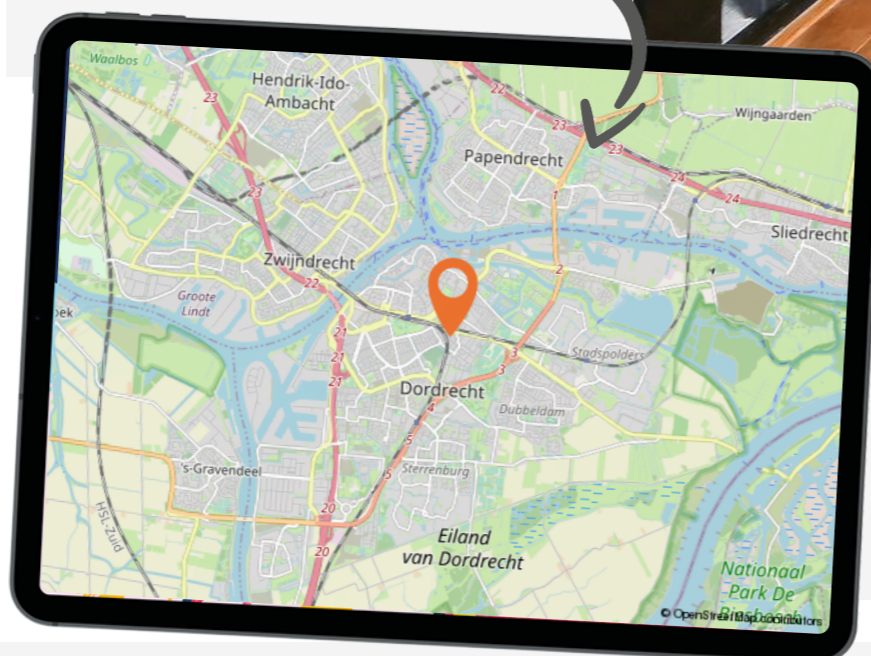 Waalbos
Hendrik-Ido-
Ambacht
23
22
23
23
Wijngaarden
Papendrecht
24
24
23
1
Sliedrecht
Zwijndrecht
22
2
Groote
Lindt
21
21
21
3
3
Stadspolders
Dordrecht
4
Dubbeldam
5
5
's-Gravendeel
Sterrenburg
HSL-Zuid
20
20
Eiland
van Dordrecht
Nationaal
Park De
Biesbosch
© OpenStreetMap contributors